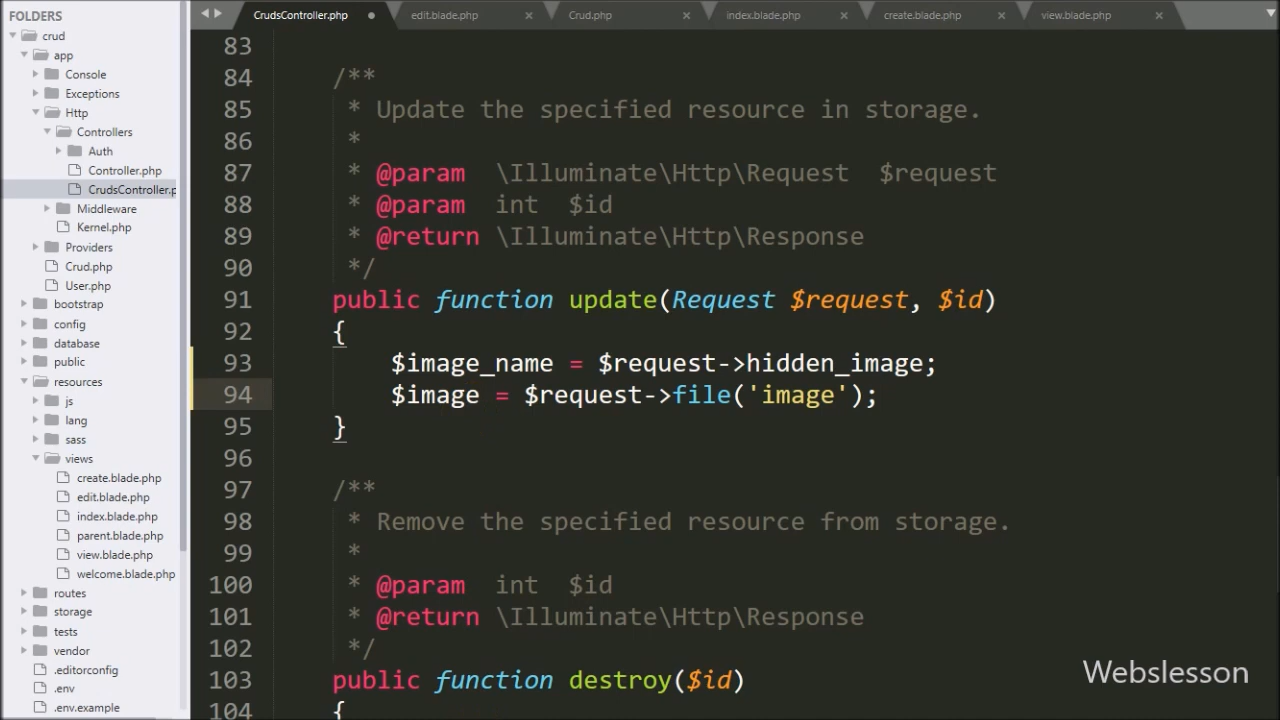 FOLDERS
crud
app
Console
Exceptions
Http
Controllers
Auth
Controller.php
CrudsController.p
Middleware
Kernel.php
Providers
Crud.php
User.php
bootstrap
config
database
public
resources
js
lang
sass
views
create.blade.php
edit.blade.php
index.blade.php
parent.blade.php
view.blade.php
welcome.blade.php
routes
storage
tests
vendor
.editorconfig
.env
.env.example
CrudsController.php
edit.blade.php
Crud.php
index.blade.php
create.blade.php
view.blade.php
83
84 /**
85 * Update the specified resource in storage.
86 *
87 * @param \Illuminate\Http\Request $request
88 * @param int $id
89 * @return \Illuminate\Http\Response
90 */
91 public function update(Request $request, $id)
92 {
93 $image_name = $request->hidden_image;
94 $image = $request->file('image');
95 }
96
97 /**
98 * Remove the specified resource from storage.
99 *
100 * @param int $id
101 * @return \Illuminate\Http\Response
102 */
103 public function destroy($id)
104 {
Webslesson